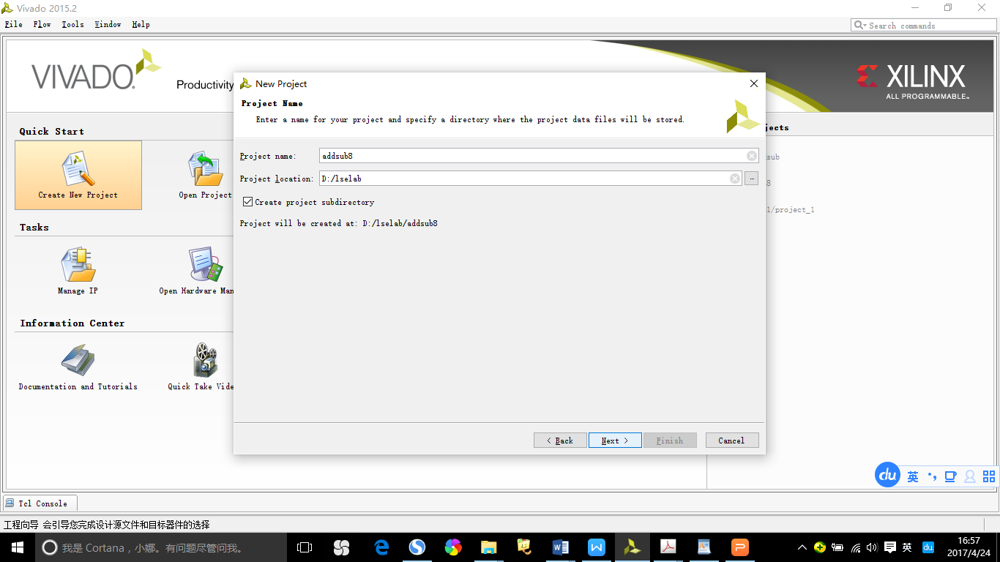 Vivado 2015.2
File Flow Tools Window Help
Search commands
VIVADO.
Productivity
XILINX
ALL PROGRAMMABLE™
New Project
Project Name
Enter a name for your project and specify a directory where the project data files will be stored.
Project name: addsub8
Project location: D:/lselab
...
Create project subdirectory
Project will be created at: D:/lselab/addsub8
< Back Next > Finish Cancel
Quick Start
Create New Project
Open Project
Tasks
Manage IP
Open Hardware Man
Information Center
Documentation and Tutorials
Quick Take Vide
jects
sub
8
1/project_1
du 英
Tcl Console
工程向导 会引导您完成设计源文件和目标器件的选择
我是 Cortana，小娜。有问题尽管问我。
英 du
16:57
2017/4/24